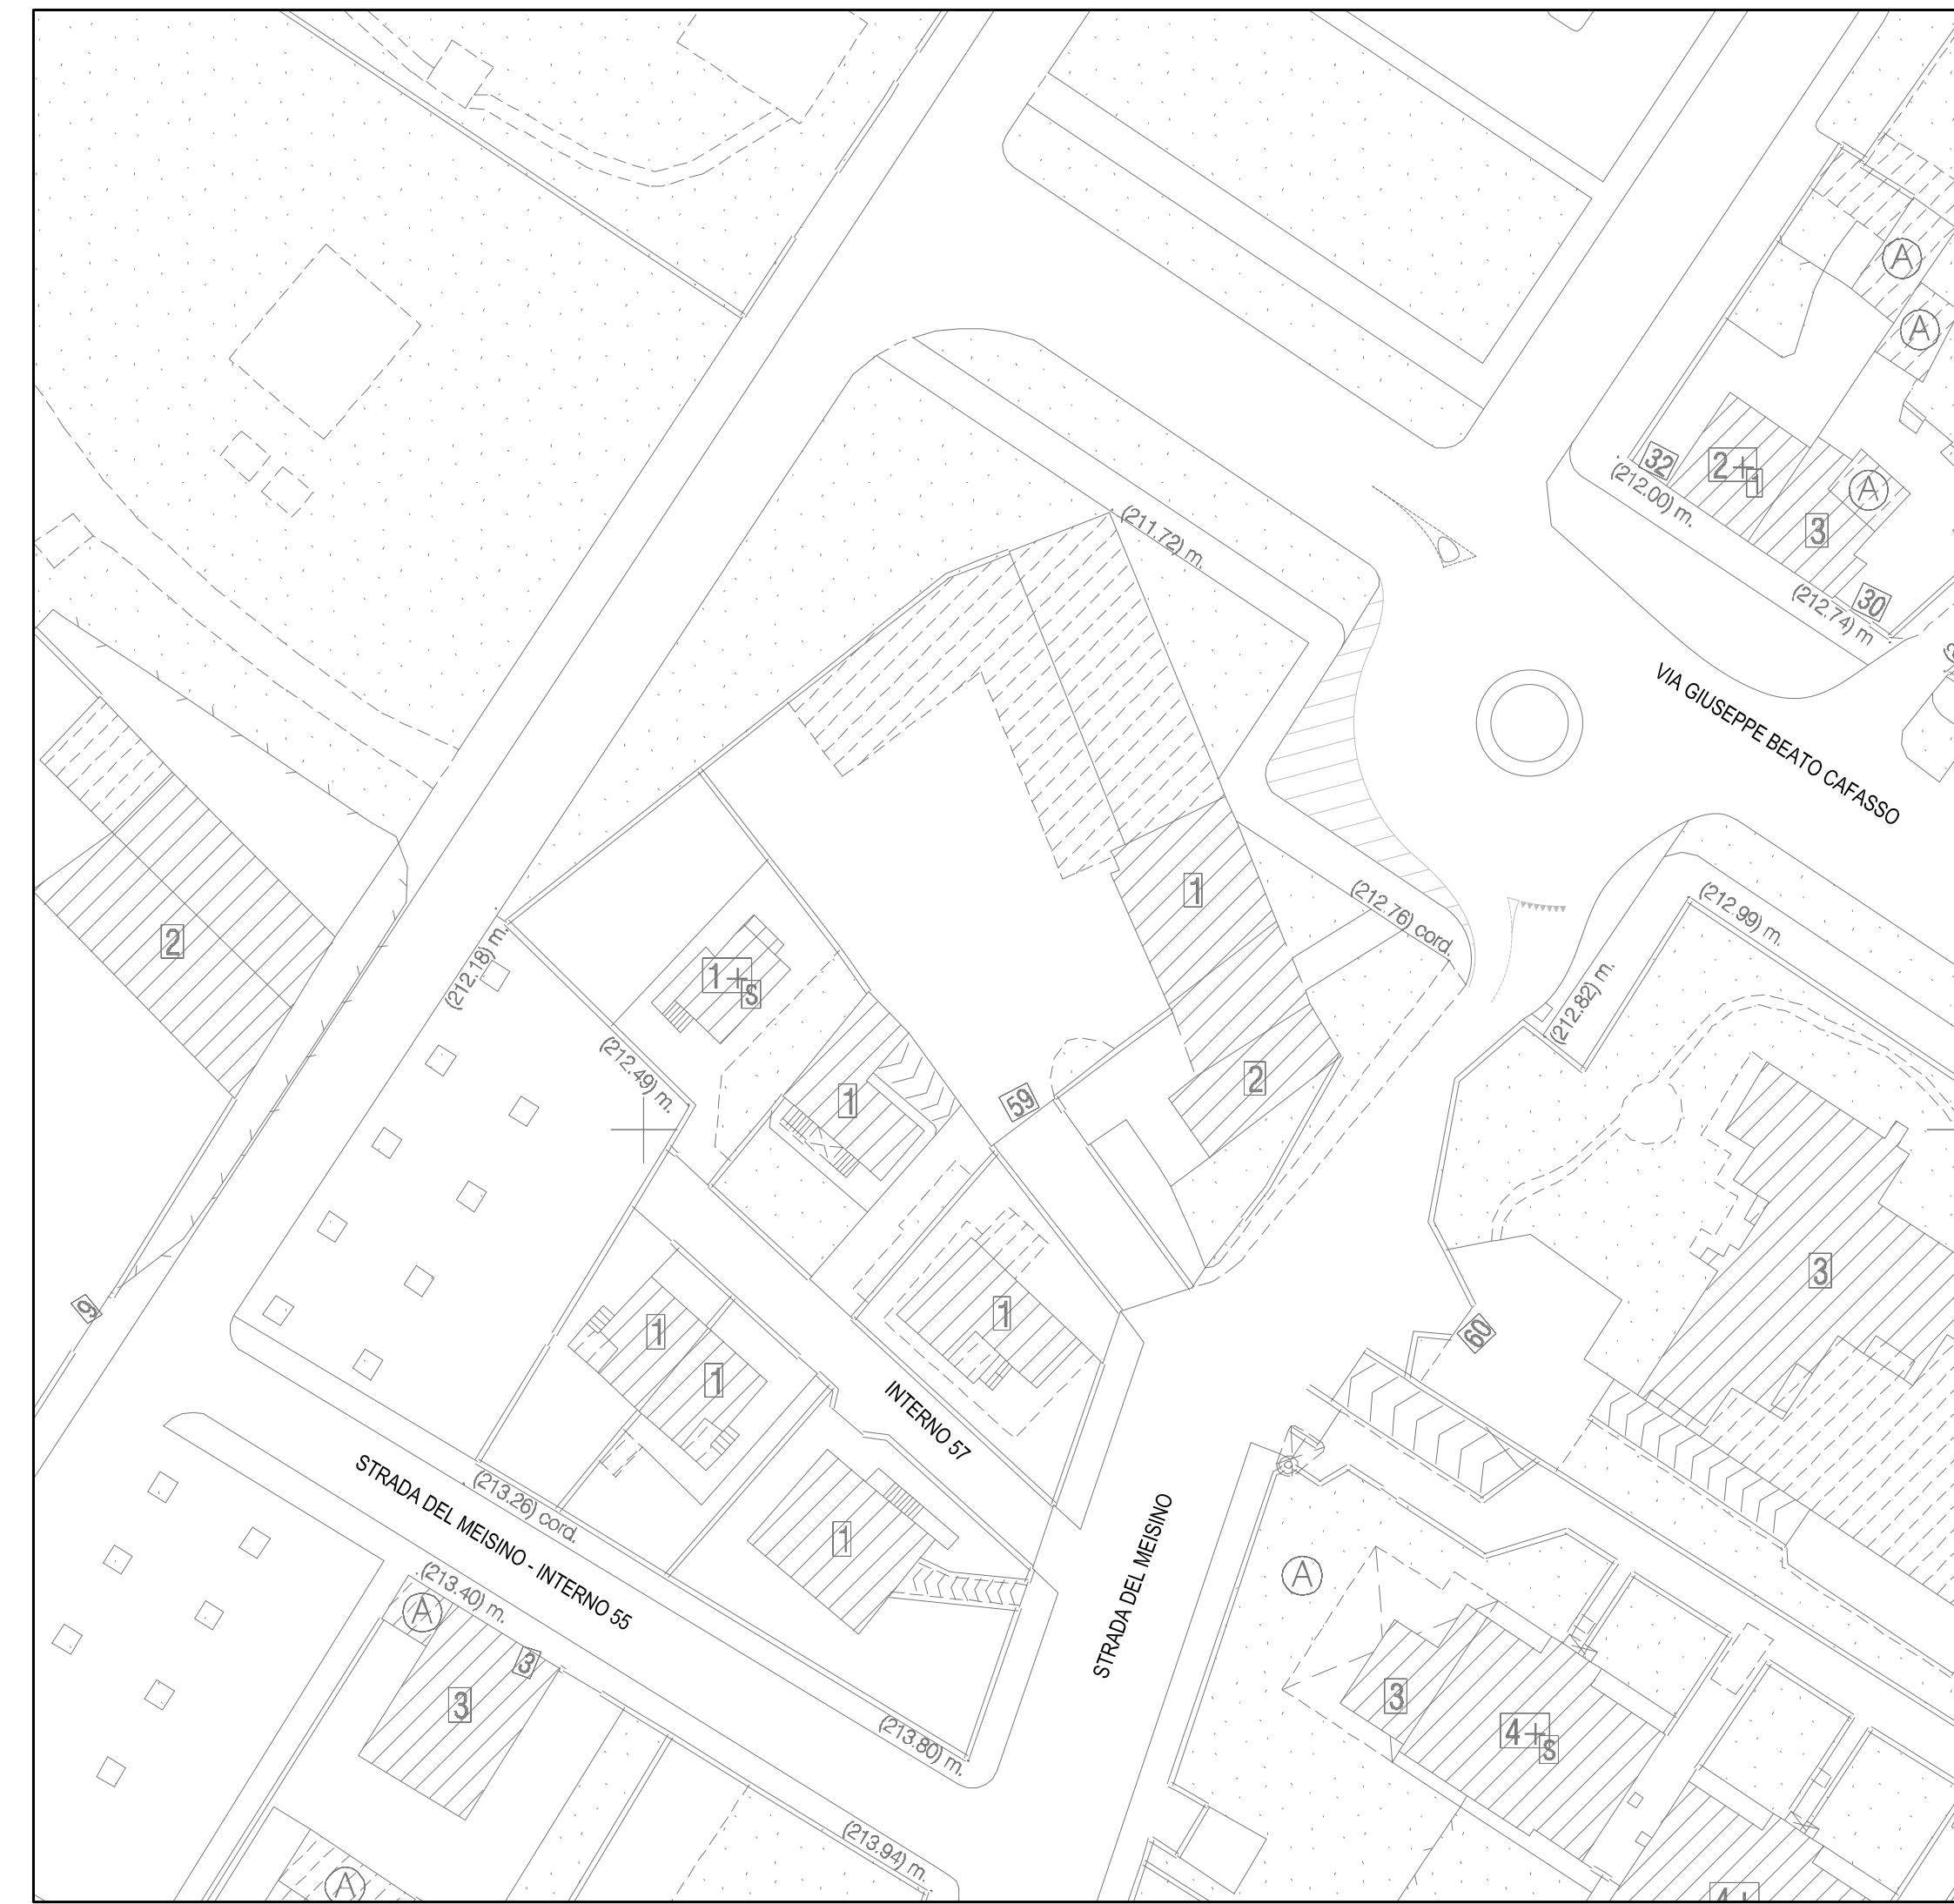 A
A
(211.72) m.
32
2+
1
A
(212.00) m.
3
30
(212.74) m.
VIA GIUSEPPE BEATO CAFASSO
1
(212.76) cord.
(212.99) m.
2
(212.18) m.
1+
s
(212.82) m.
(212.49) m.
1
59
2
3
9
1
1
60
1
INTERNO 57
STRADA DEL MEISINO - INTERNO 55
(213.26) cord.
1
STRADA DEL MEISINO
(213.40) m.
A
A
3
3
3
4+
s
(213.80) m.
(213.94) m.
A
4+